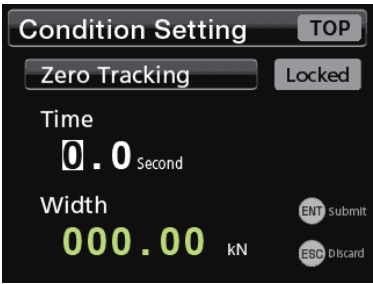 Condition Setting TOP
Zero Tracking Locked
Time
0.0 Second
Width
ENT Submit
000.00 kN
ESC Discard